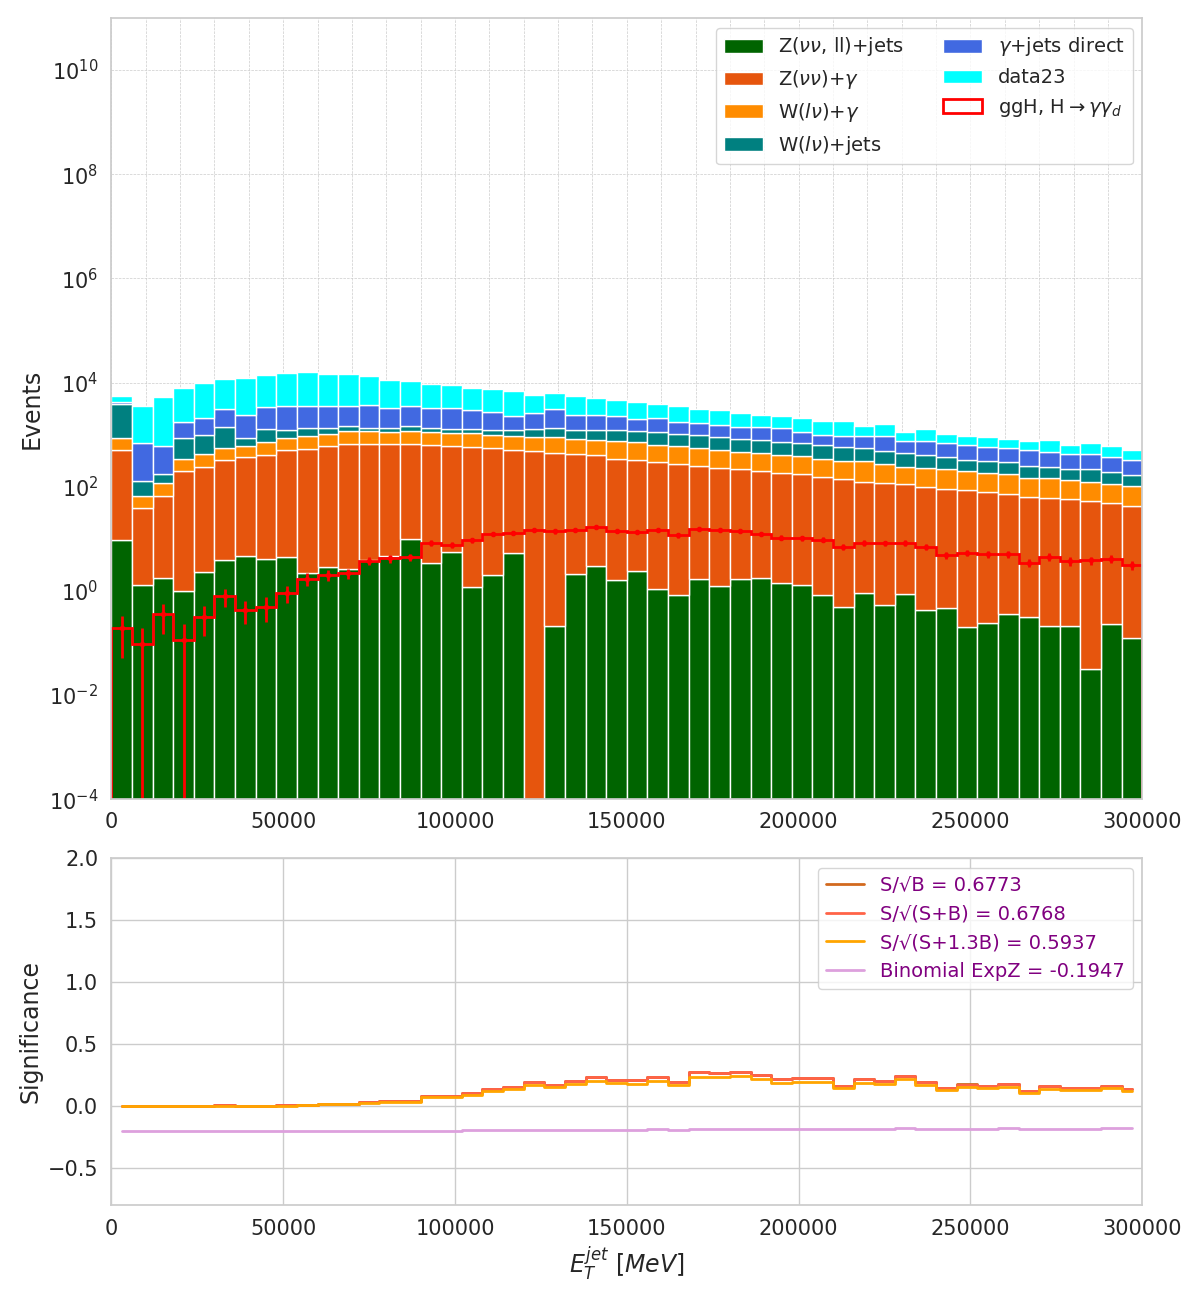 Z(νν, ll)+jets
Z(νν)+γ
W(lν)+γ
W(lν)+jets
γ+jets direct
data23
ggH, H→γγ_d
Events
10^10
10^8
10^6
10^4
10^2
10^0
10^−2
10^−4
0 50000 100000 150000 200000 250000 300000
S/√B = 0.6773
S/√(S+B) = 0.6768
S/√(S+1.3B) = 0.5937
Binomial ExpZ = -0.1947
Significance
2.0
1.5
1.0
0.5
0.0
−0.5
0 50000 100000 150000 200000 250000 300000
E_T^jet [MeV]